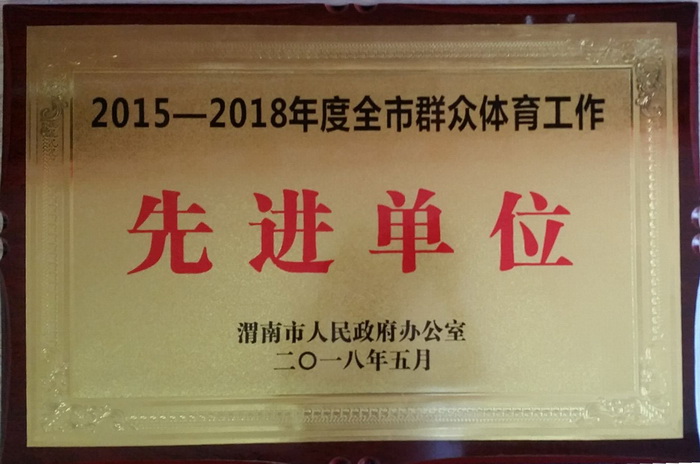 2015—2018年度全市群众体育工作
先进单位
渭南市人民政府办公室
二〇一八年五月